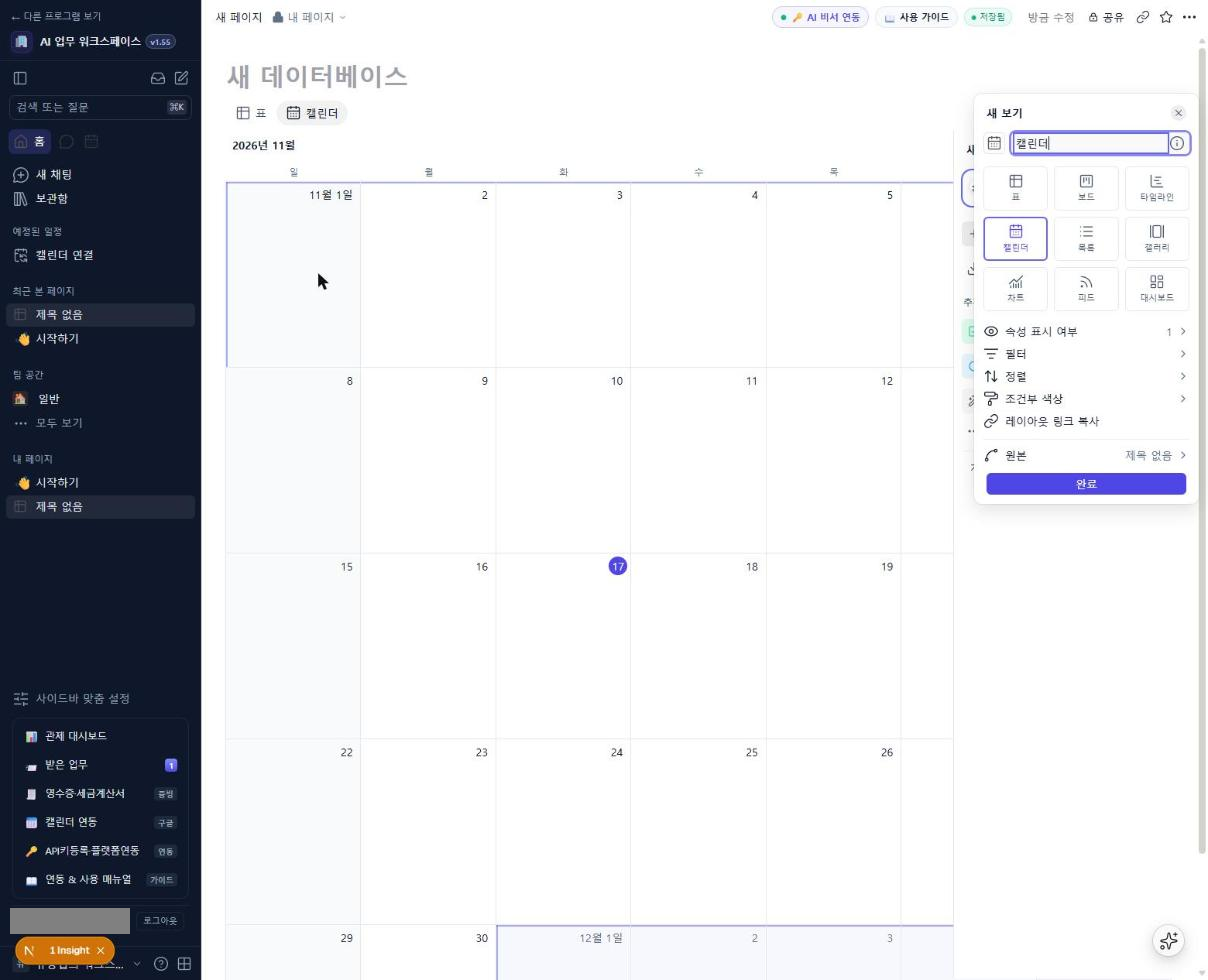 ← 다른 프로그램 보기
AI 업무 워크스페이스 v1.55
검색 또는 질문 ⌘K
홈
새 채팅
보관함
예정된 일정
캘린더 연결
최근 본 페이지
제목 없음
시작하기
팀 공간
일반
모두 보기
내 페이지
시작하기
제목 없음
사이드바 맞춤 설정
관제 대시보드
받은 업무 1
영수증·세금계산서 증빙
캘린더 연동 구글
API키등록·플랫폼연동 연동
연동 & 사용 매뉴얼 가이드
로그아웃
N 1 Insight
새 페이지 내 페이지
AI 비서 연동 사용 가이드 저장됨 방금 수정 공유
새 데이터베이스
표 캘린더
2026년 11월
일 월 화 수 목
11월 1일 2 3 4 5
8 9 10 11 12
15 16 17 18 19
22 23 24 25 26
29 30 12월 1일 2 3
새 보기
캘린더
표 보드 타임라인
캘린더 목록 갤러리
차트 피드 대시보드
속성 표시 여부 1
필터
정렬
조건부 색상
레이아웃 링크 복사
원본 제목 없음
완료